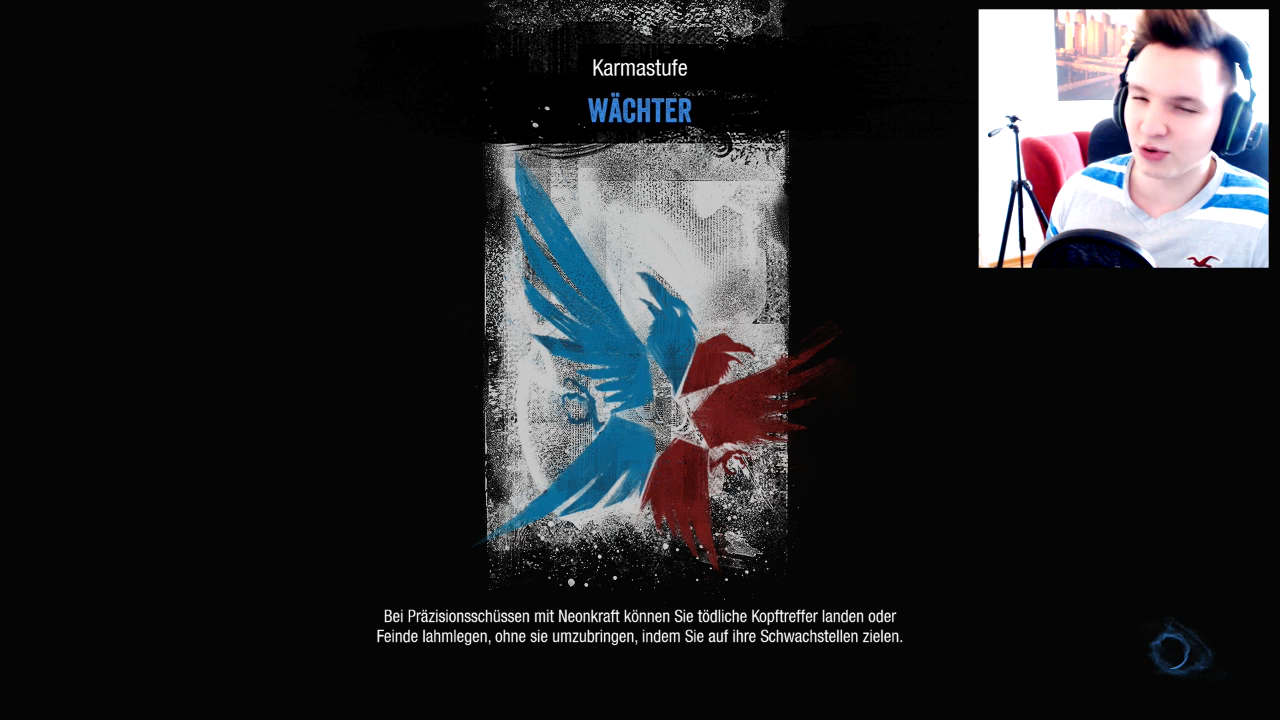 Karmastufe
WÄCHTER
Bei Präzisionsschüssen mit Neonkraft können Sie tödliche Kopftreffer landen oder
Feinde lahmlegen, ohne sie umzubringen, indem Sie auf ihre Schwachstellen zielen.